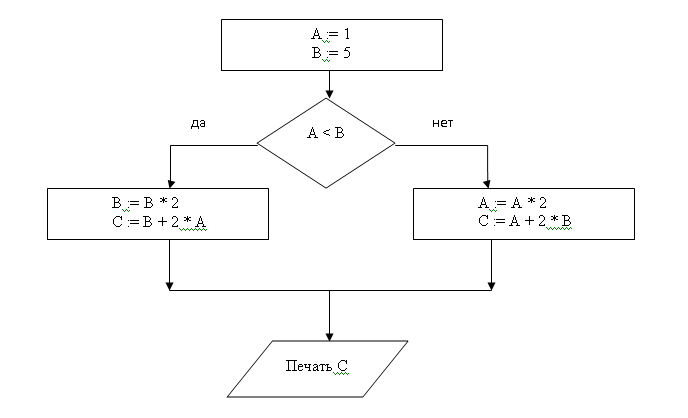 A := 1
B := 5
да
A < B
нет
B := B * 2
C := B + 2 * A
A := A * 2
C := A + 2 * B
Печать C